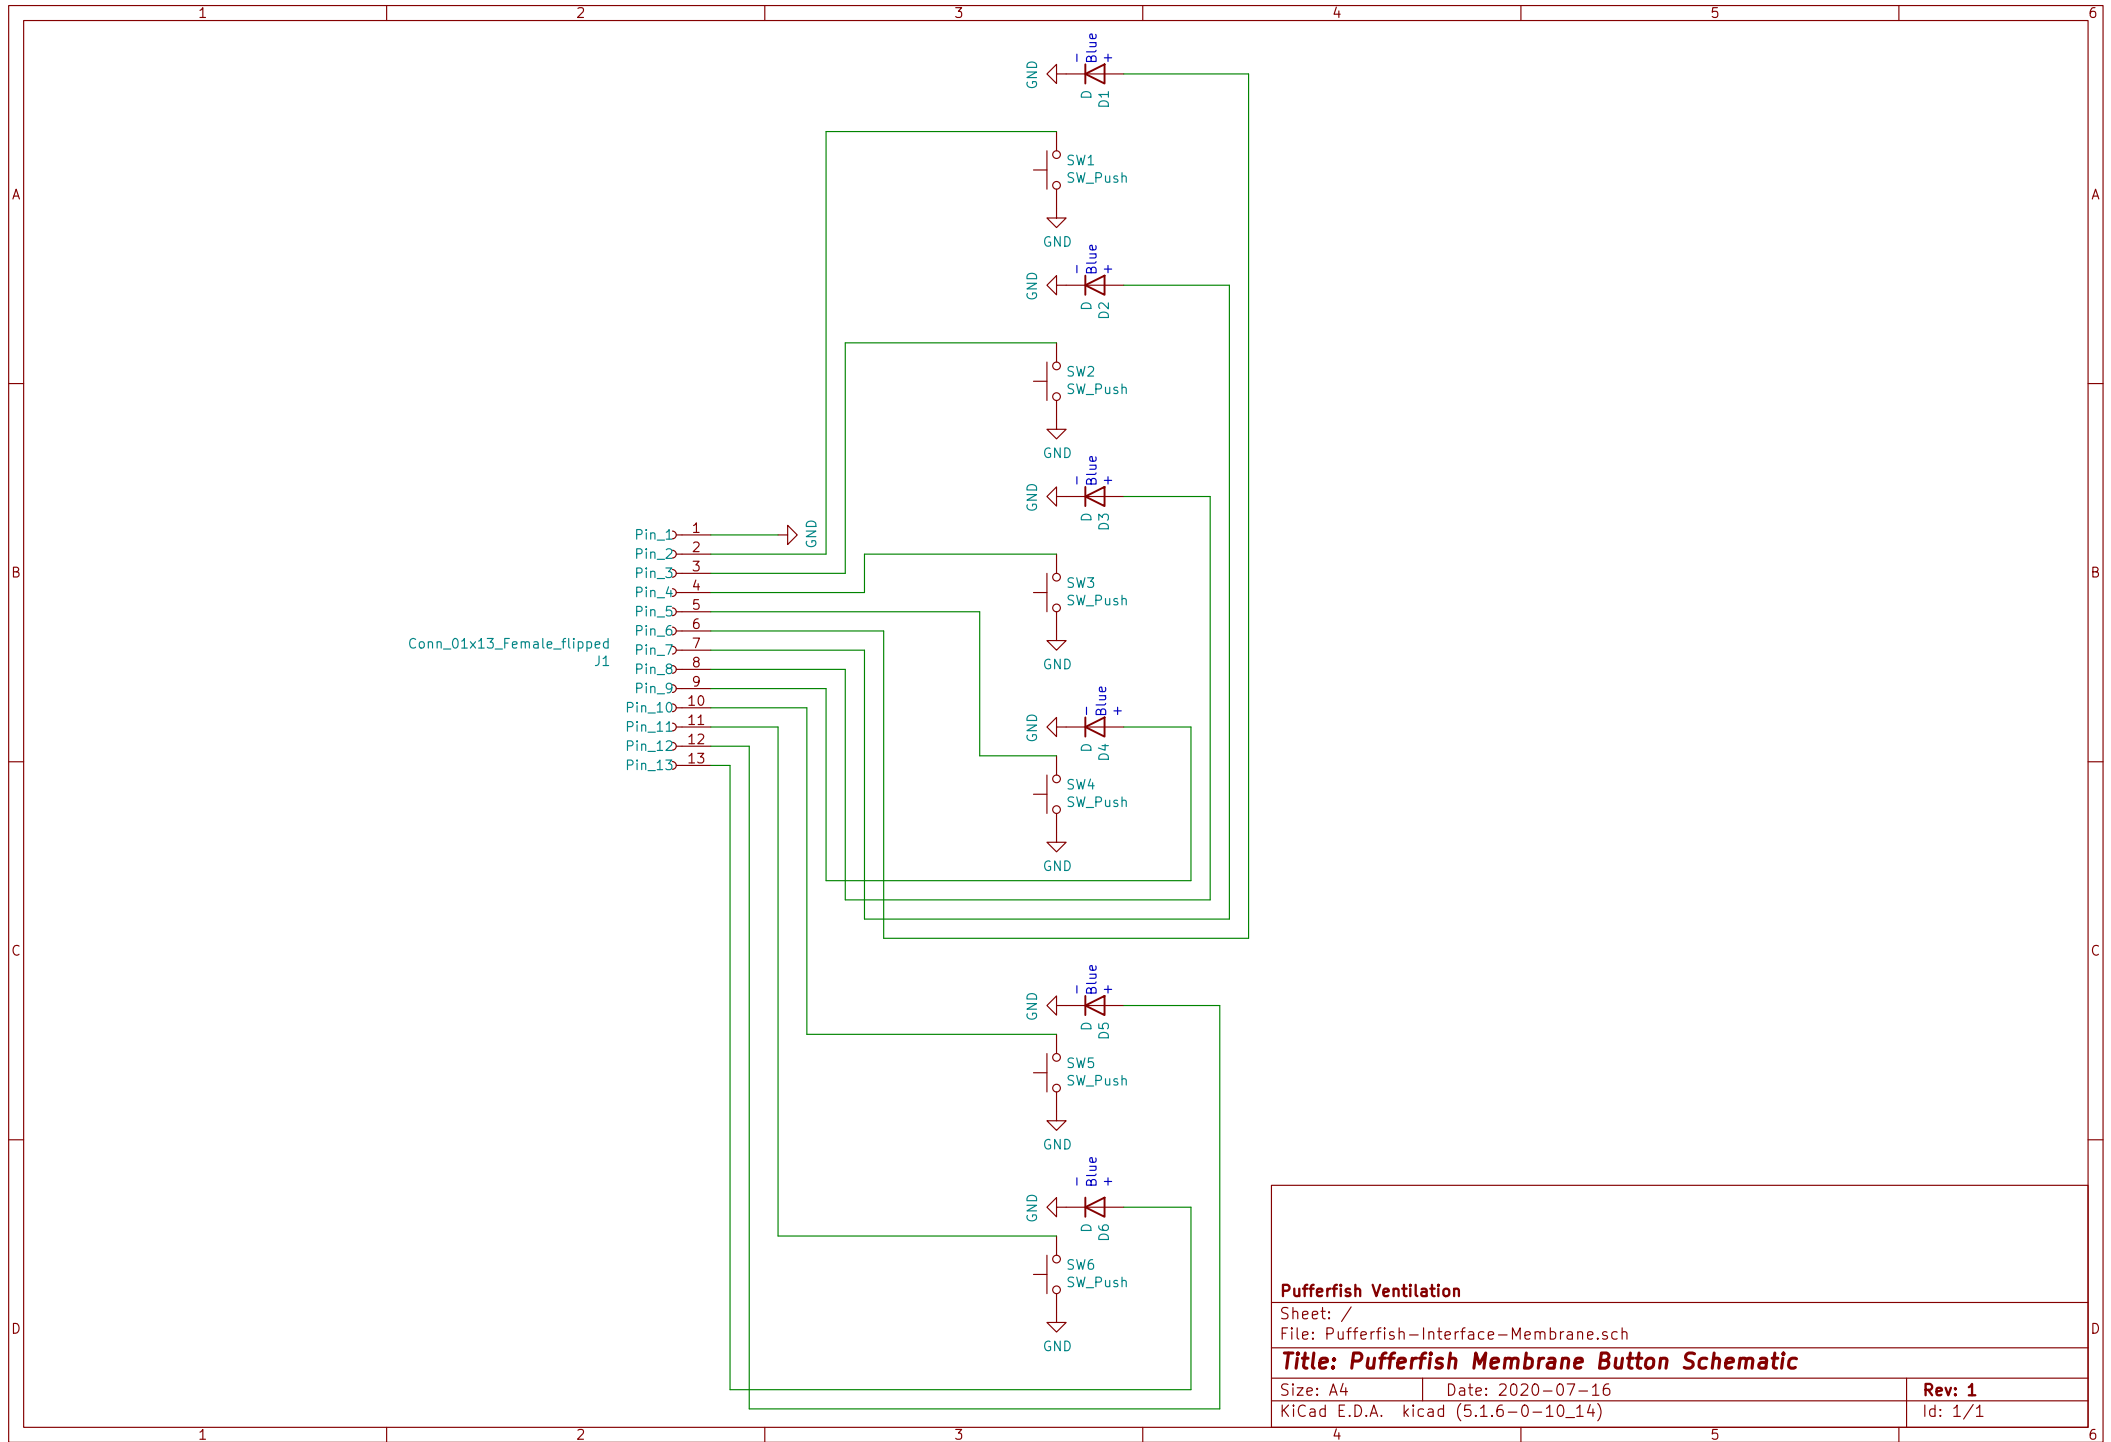 1 2 3 4 5 6
Blue
- +
GND
D
D1
SW1
SW_Push
GND
A A
Blue
- +
GND
D
D2
SW2
SW_Push
GND
Blue
- +
GND
D
D3
Pin_1 1 GND
Pin_2 2
Pin_3 3
Pin_4 4
Pin_5 5
Pin_6 6
Pin_7 7
Pin_8 8
Pin_9 9
Pin_10 10
Pin_11 11
Pin_12 12
Pin_13 13
Conn_01x13_Female_flipped
J1
B B
SW3
SW_Push
GND
Blue
- +
GND
D
D4
SW4
SW_Push
GND
C C
Blue
- +
GND
D
D5
SW5
SW_Push
GND
Blue
- +
GND
D
D6
SW6
SW_Push
GND
D D
Pufferfish Ventilation
Sheet: /
File: Pufferfish-Interface-Membrane.sch
Title: Pufferfish Membrane Button Schematic
Size: A4 Date: 2020-07-16 Rev: 1
KiCad E.D.A. kicad (5.1.6-0-10_14) Id: 1/1
1 2 3 4 5 6